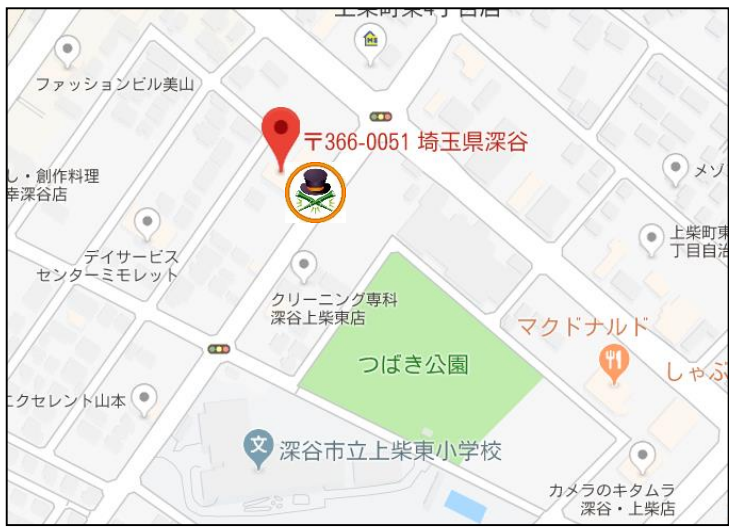 上柴町東4丁目店
ファッションビル美山
〒366-0051 埼玉県深谷
し・創作料理
幸深谷店
メゾ
上柴町東
丁目自治
デイサービス
センターミモレット
クリーニング専科
深谷上柴東店
マクドナルド
つばき公園
しゃぶ
エクセレント山本
文
深谷市立上柴東小学校
カメラのキタムラ
深谷・上柴店